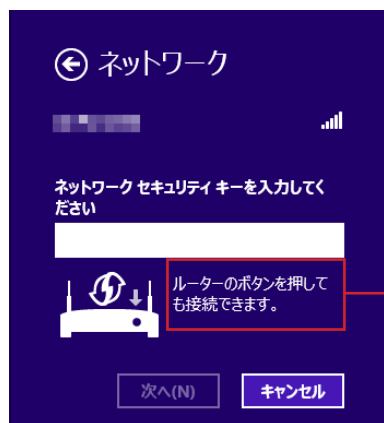 ネットワーク
ネットワーク セキュリティ キーを入力してく
ださい
ルーターのボタンを押して
も接続できます。
次へ(N)
キャンセル